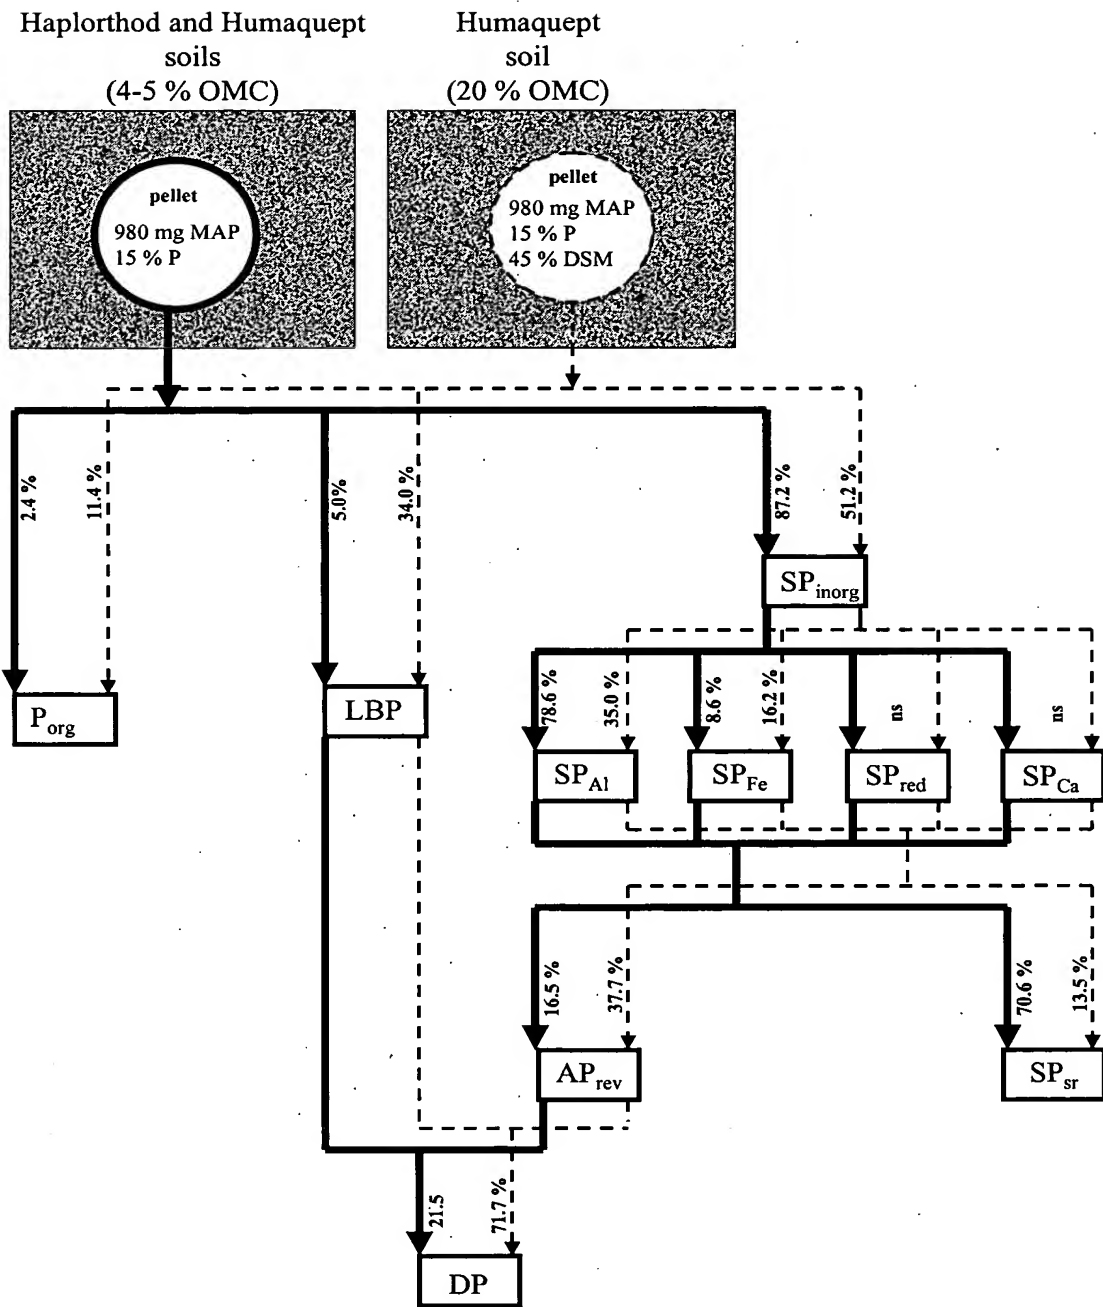 Haplorthod and Humaquept
soils
(4-5 % OMC)
Humaquept
soil
(20 % OMC)
pellet
980 mg MAP
15 % P
pellet
980 mg MAP
15 % P
45 % DSM
2.4 %
11.4 %
5.0%
34.0 %
87.2 %
51.2 %
SPinorg
78.6 %
35.0 %
8.6 %
16.2 %
ns
ns
Porg
LBP
SPAl
SPFe
SPred
SPCa
16.5 %
37.7 %
70.6 %
13.5 %
APrev
SPsr
21.5
71.7 %
DP